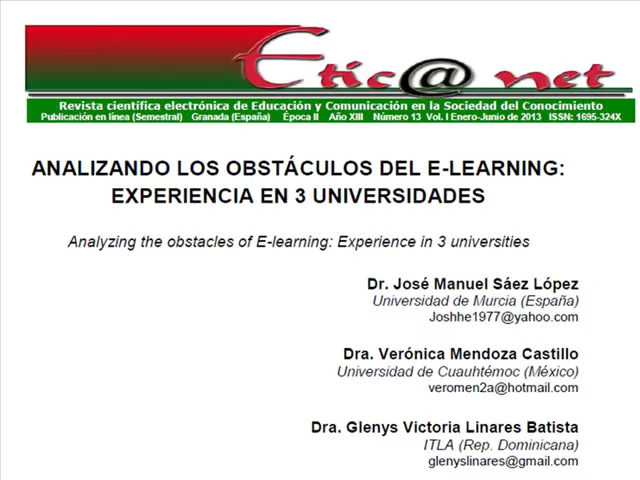 Etic@net
Revista científica electrónica de Educación y Comunicación en la Sociedad del Conocimiento
Publicación en línea (Semestral) Granada (España) Época II Año XIII Número 13 Vol. I Enero-Junio de 2013 ISSN: 1695-324X
ANALIZANDO LOS OBSTÁCULOS DEL E-LEARNING:
EXPERIENCIA EN 3 UNIVERSIDADES
Analyzing the obstacles of E-learning: Experience in 3 universities
Dr. José Manuel Sáez López
Universidad de Murcia (España)
Joshhe1977@yahoo.com
Dra. Verónica Mendoza Castillo
Universidad de Cuauhtémoc (México)
veromen2a@hotmail.com
Dra. Glenys Victoria Linares Batista
ITLA (Rep. Dominicana)
glenyslinares@gmail.com